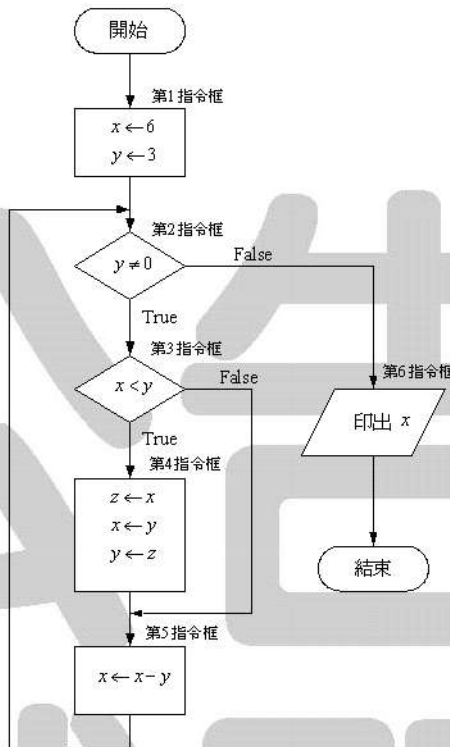 開始
第1指令框
x ← 6
y ← 3
第2指令框
y ≠ 0
False
True
第3指令框
x < y
False
True
第4指令框
z ← x
x ← y
y ← z
第5指令框
x ← x − y
第6指令框
印出 x
結束